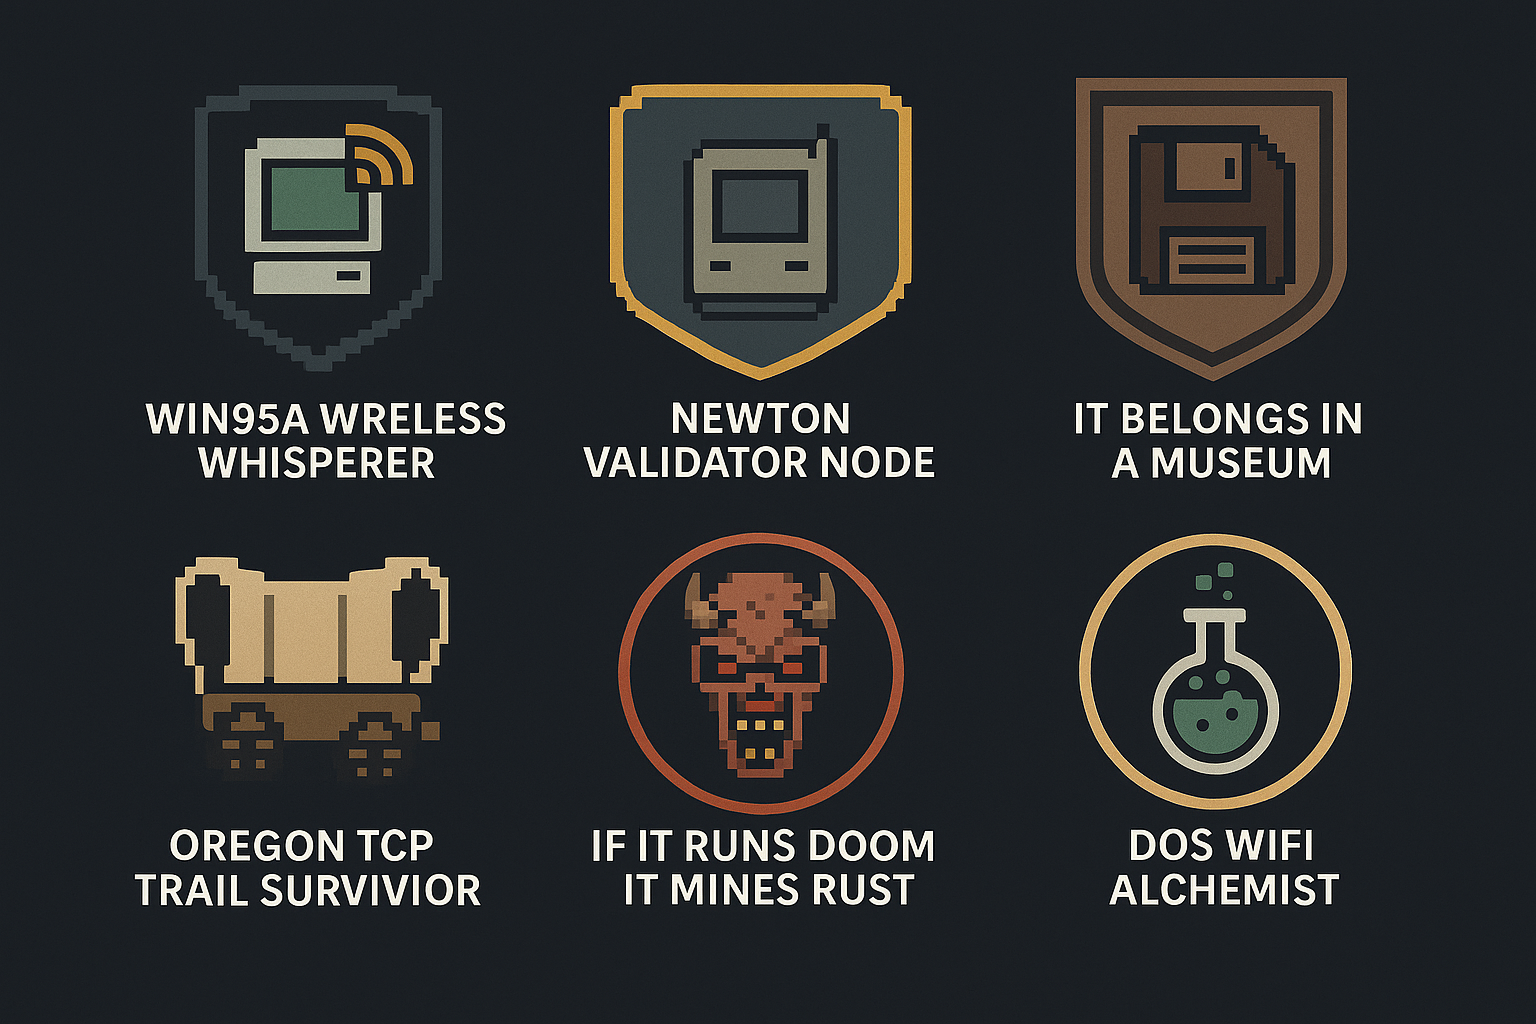 WIN95A WRELESS
WHISPERER
NEWTON
VALIDATOR NODE
IT BELONGS IN
A MUSEUM
OREGON TCP
TRAIL SURVIVIOR
IF IT RUNS DOOM
IT MINES RUST
DOS WIFI
ALCHEMIST